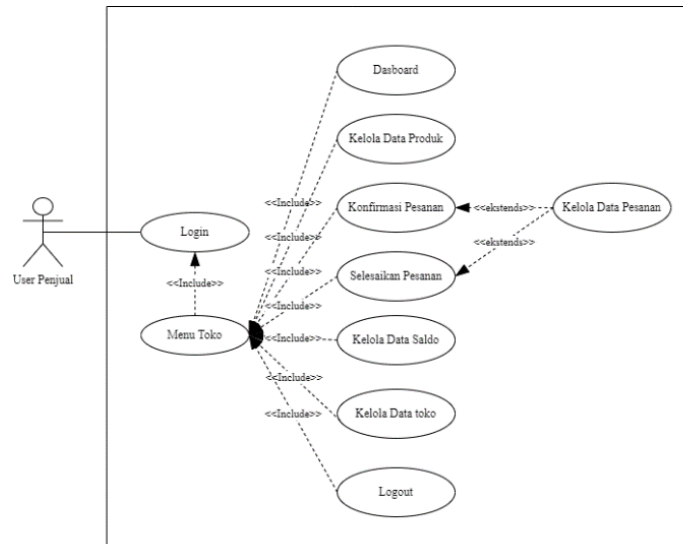 Dasboard
Kelola Data Produk
<<Include>>
Konfirmasi Pesanan
<<ekstends>>
Kelola Data Pesanan
Login
<<Include>>
<<ekstends>>
User Penjual
<<Include>>
<<Include>>
Selesaikan Pesanan
<<Include>>
Menu Toko
<<Include>>
Kelola Data Saldo
<<Include>>
<<Include>>
Kelola Data toko
Logout